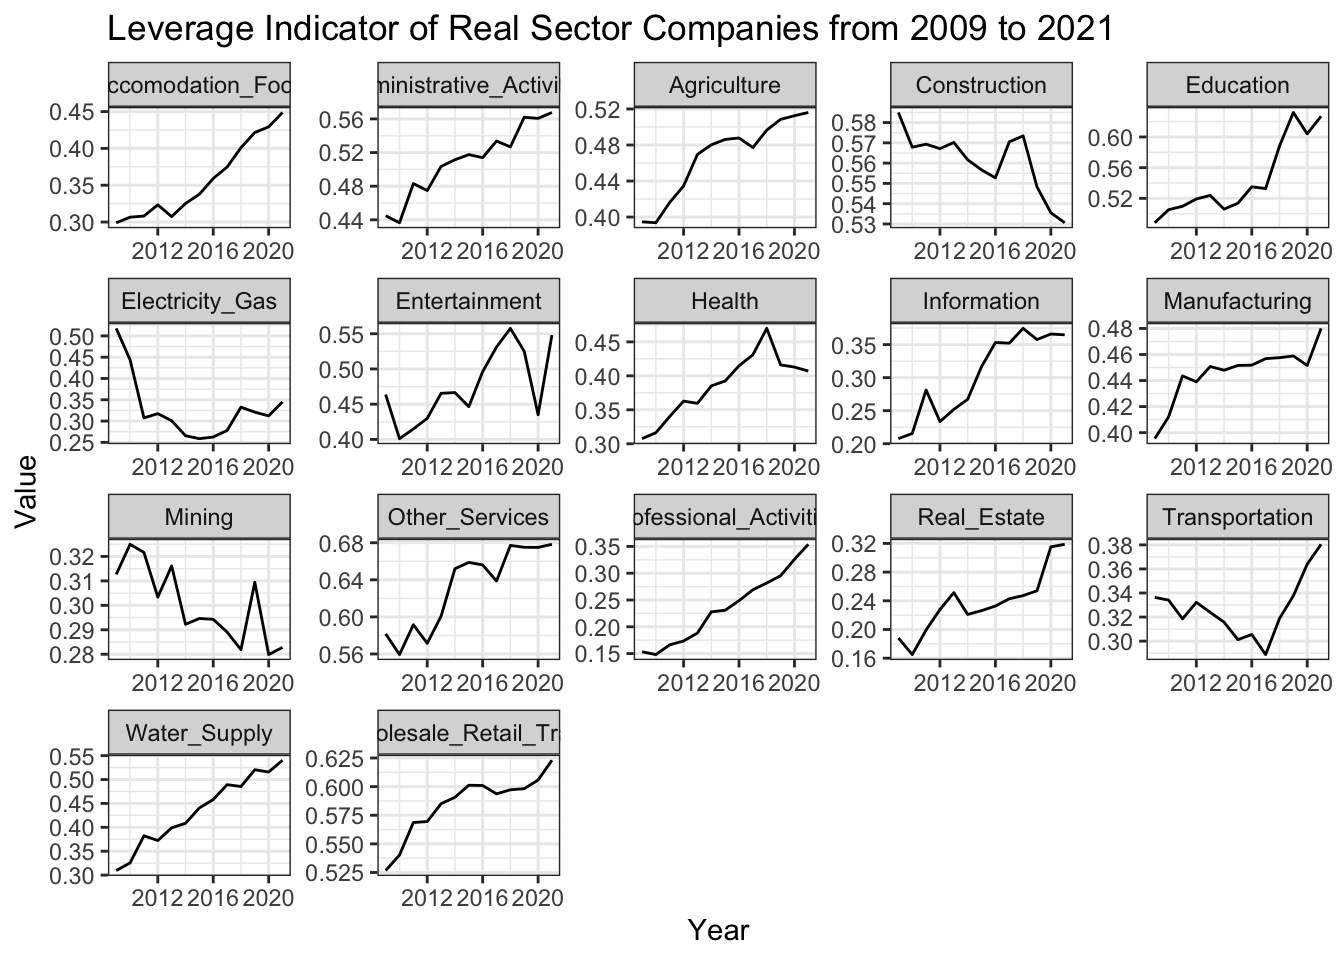 Leverage Indicator of Real Sector Companies from 2009 to 2021
ccomodation_Foo
ministrative_Activi
Agriculture
Construction
Education
0.45
0.40
0.35
0.30
0.56
0.52
0.48
0.44
0.52
0.48
0.44
0.40
0.58
0.57
0.56
0.55
0.54
0.53
0.60
0.56
0.52
2012 2016 2020
2012 2016 2020
2012 2016 2020
2012 2016 2020
2012 2016 2020
Electricity_Gas
Entertainment
Health
Information
Manufacturing
0.50
0.45
0.40
0.35
0.30
0.25
0.55
0.50
0.45
0.40
0.45
0.40
0.35
0.30
0.35
0.30
0.25
0.20
0.48
0.46
0.44
0.42
0.40
2012 2016 2020
2012 2016 2020
2012 2016 2020
2012 2016 2020
2012 2016 2020
Value
Mining
Other_Services
ofessional_Activiti
Real_Estate
Transportation
0.32
0.31
0.30
0.29
0.28
0.68
0.64
0.60
0.56
0.35
0.30
0.25
0.20
0.15
0.32
0.28
0.24
0.20
0.16
0.38
0.36
0.34
0.32
0.30
2012 2016 2020
2012 2016 2020
2012 2016 2020
2012 2016 2020
2012 2016 2020
Water_Supply
olesale_Retail_Tr
0.55
0.50
0.45
0.40
0.35
0.30
0.625
0.600
0.575
0.550
0.525
2012 2016 2020
2012 2016 2020
Year